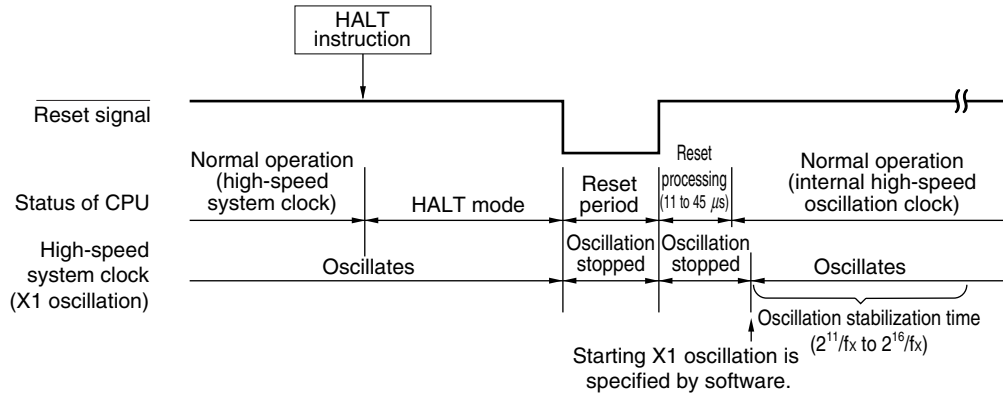 HALT
instruction
Reset signal
Status of CPU
Normal operation
(high-speed
system clock)
HALT mode
Reset
period
Reset
processing
(11 to 45 µs)
Normal operation
(internal high-speed
oscillation clock)
High-speed
system clock
(X1 oscillation)
Oscillates
Oscillation
stopped
Oscillation
stopped
Oscillates
Oscillation stabilization time
(2¹¹/fx to 2¹⁶/fx)
Starting X1 oscillation is
specified by software.